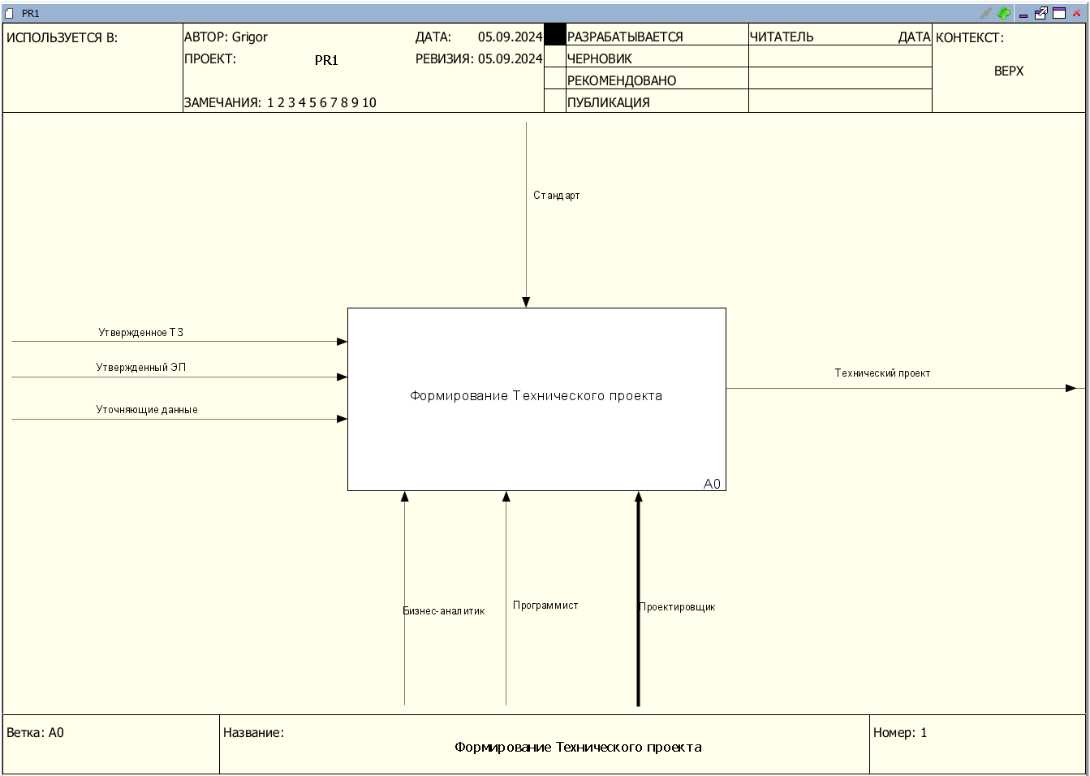 PR1
ИСПОЛЬЗУЕТСЯ В:
АВТОР: Grigor
ДАТА: 05.09.2024
ПРОЕКТ: PR1
РЕВИЗИЯ: 05.09.2024
ЗАМЕЧАНИЯ: 1 2 3 4 5 6 7 8 9 10
РАЗРАБАТЫВАЕТСЯ
ЧЕРНОВИК
РЕКОМЕНДОВАНО
ПУБЛИКАЦИЯ
ЧИТАТЕЛЬ ДАТА
КОНТЕКСТ:
ВЕРХ
Стандарт
Утвержденное ТЗ
Утвержденный ЭП
Уточняющие данные
Формирование Технического проекта
A0
Технический проект
Бизнес-аналитик
Программист
Проектировщик
Ветка: A0
Название:
Формирование Технического проекта
Номер: 1